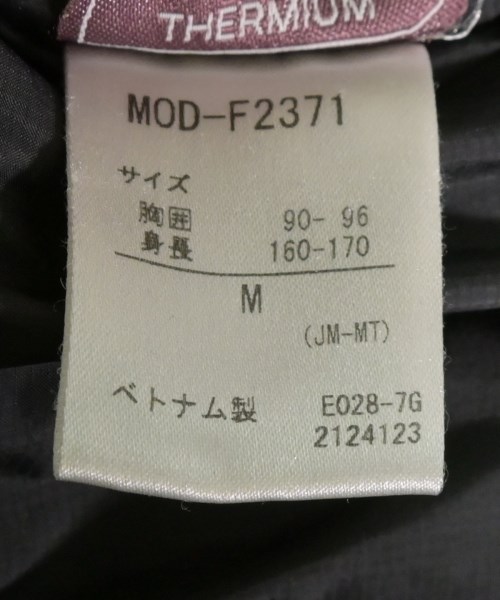 THERMIUM
MOD-F2371
サイズ
胸囲 90- 96
身長 160-170
M
(JM-MT)
ベトナム製 E028-7G
2124123